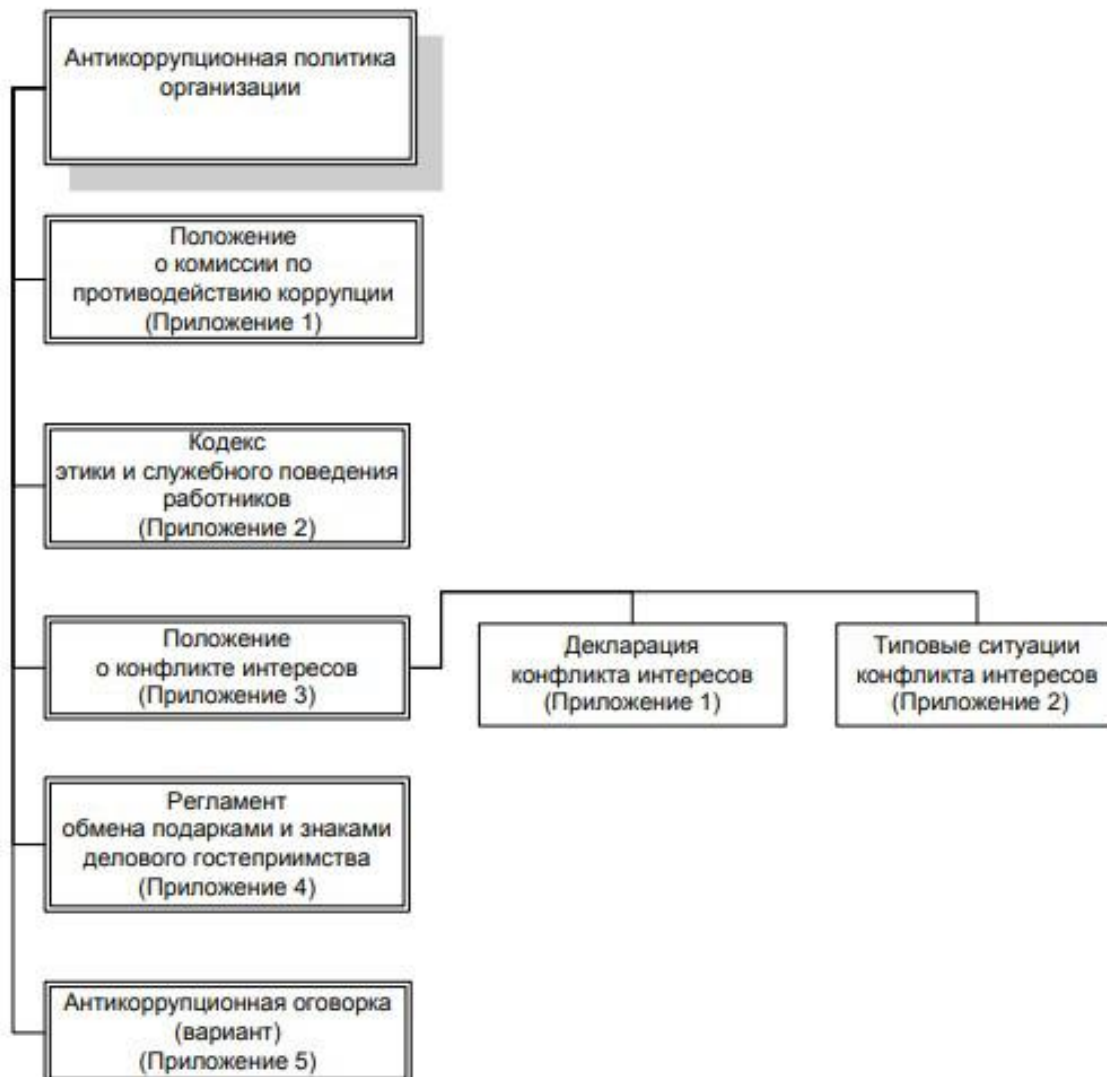 Антикоррупционная политика
организации
Положение
о комиссии по
противодействию коррупции
(Приложение 1)
Кодекс
этики и служебного поведения
работников
(Приложение 2)
Положение
о конфликте интересов
(Приложение 3)
Декларация
конфликта интересов
(Приложение 1)
Типовые ситуации
конфликта интересов
(Приложение 2)
Регламент
обмена подарками и знаками
делового гостеприимства
(Приложение 4)
Антикоррупционная оговорка
(вариант)
(Приложение 5)